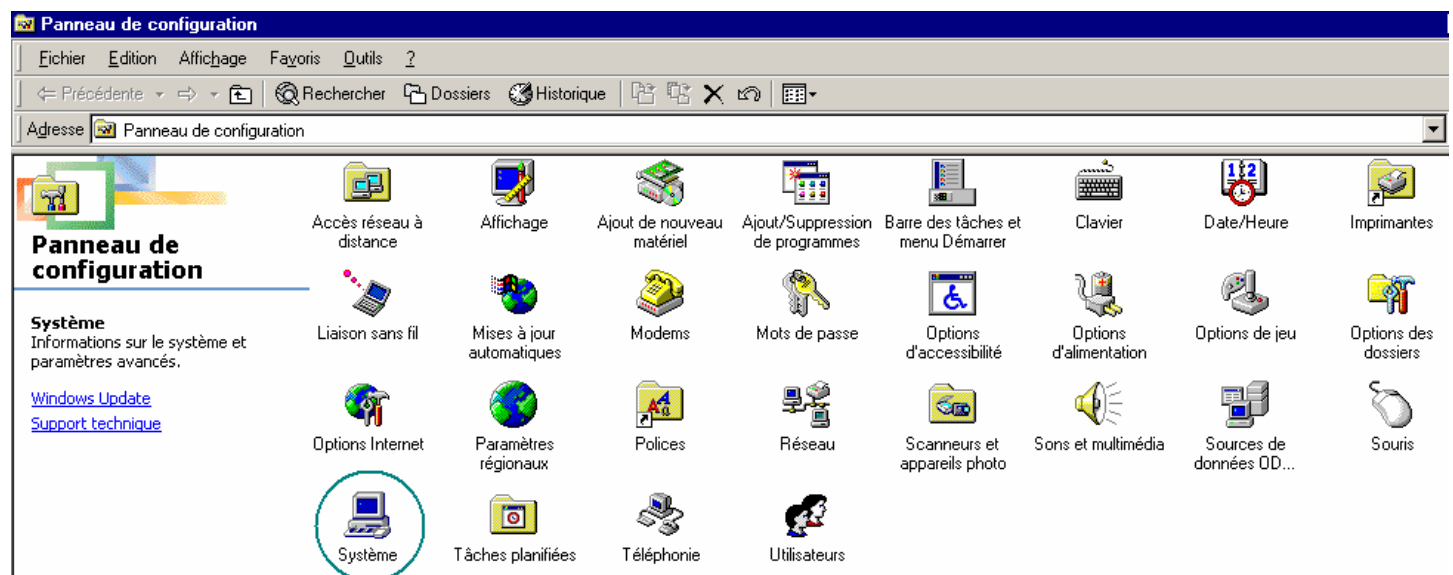 Panneau de configuration
Fichier Edition Affichage Favoris Outils ?
Précédente Rechercher Dossiers Historique
Adresse Panneau de configuration
Panneau de
configuration
Système
Informations sur le système et
paramètres avancés.
Windows Update
Support technique
Accès réseau à
distance
Affichage
Ajout de nouveau
matériel
Ajout/Suppression
de programmes
Barre des tâches et
menu Démarrer
Clavier
Date/Heure
Imprimantes
Liaison sans fil
Mises à jour
automatiques
Modems
Mots de passe
Options
d'accessibilité
Options
d'alimentation
Options de jeu
Options des
dossiers
Options Internet
Paramètres
régionaux
Polices
Réseau
Scanneurs et
appareils photo
Sons et multimédia
Sources de
données OD...
Souris
Système
Tâches planifiées
Téléphonie
Utilisateurs